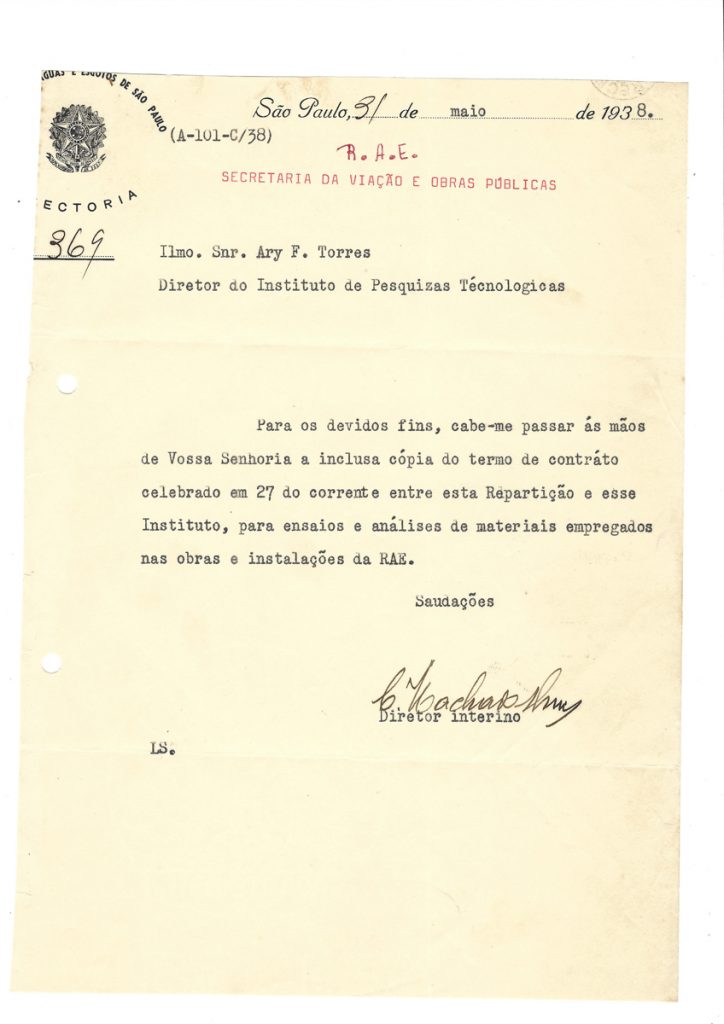 AGUAS E ESGOTOS DE SÃO PAULO
São Paulo, 31 de maio de 1938.
(A-101-C/38)
R.A.E.
SECRETARIA DA VIAÇÃO E OBRAS PÚBLICAS
ECTORIA
369
Ilmo. Snr. Ary F. Torres
Diretor do Instituto de Pesquizas Técnologicas
Para os devidos fins, cabe-me passar ás mãos
de Vossa Senhoria a inclusa cópia do termo de contráto
celebrado em 27 do corrente entre esta Repartição e esse
Instituto, para ensaios e análises de materiais empregados
nas obras e instalações da RAE.
Saudações
Diretor interino
LS.